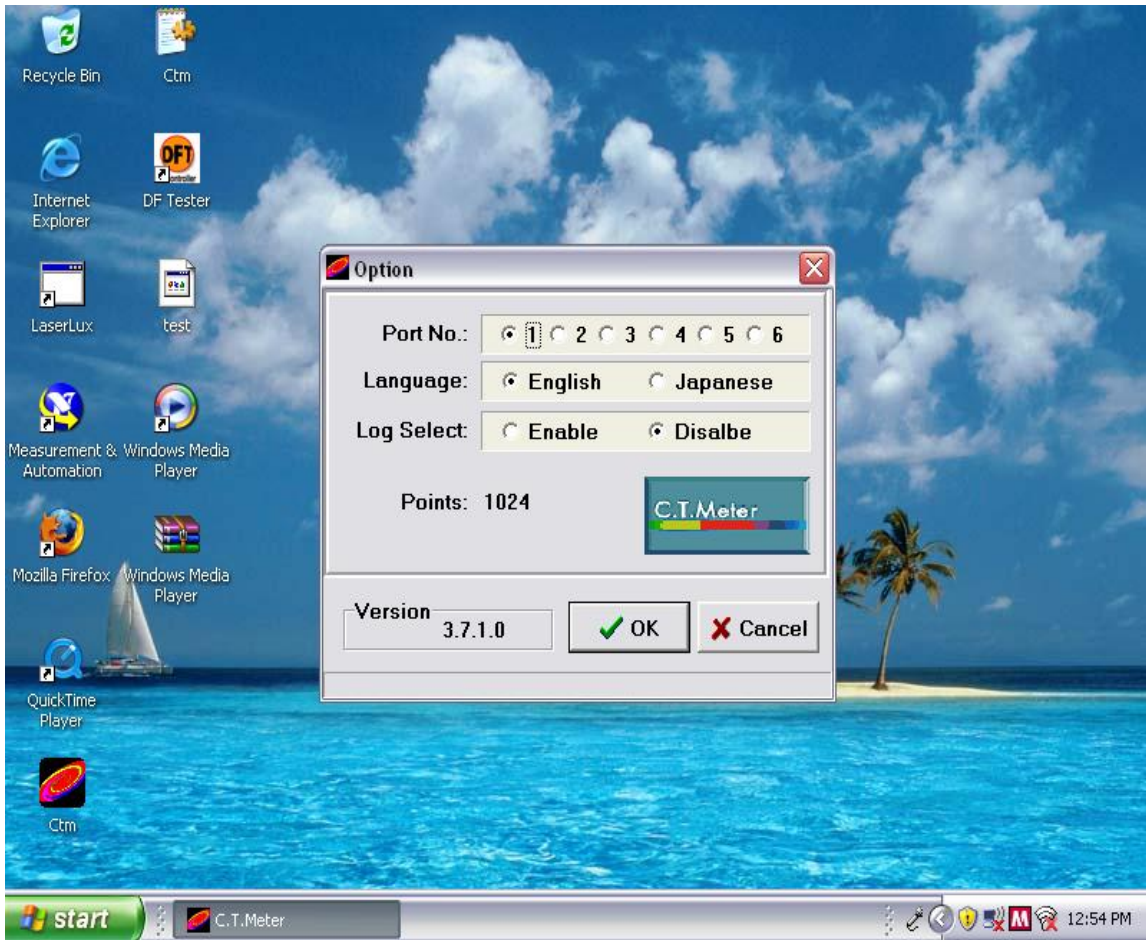 Recycle Bin
Ctm
Internet
Explorer
DFT
DF Tester
LaserLux
test
Measurement &
Automation
Windows Media
Player
Mozilla Firefox
Windows Media
Player
QuickTime
Player
Ctm
Option
Port No.: 1 2 3 4 5 6
Language: English Japanese
Log Select: Enable Disalbe
Points: 1024
C.T.Meter
Version
3.7.1.0
OK
Cancel
start
C.T.Meter
M
12:54 PM